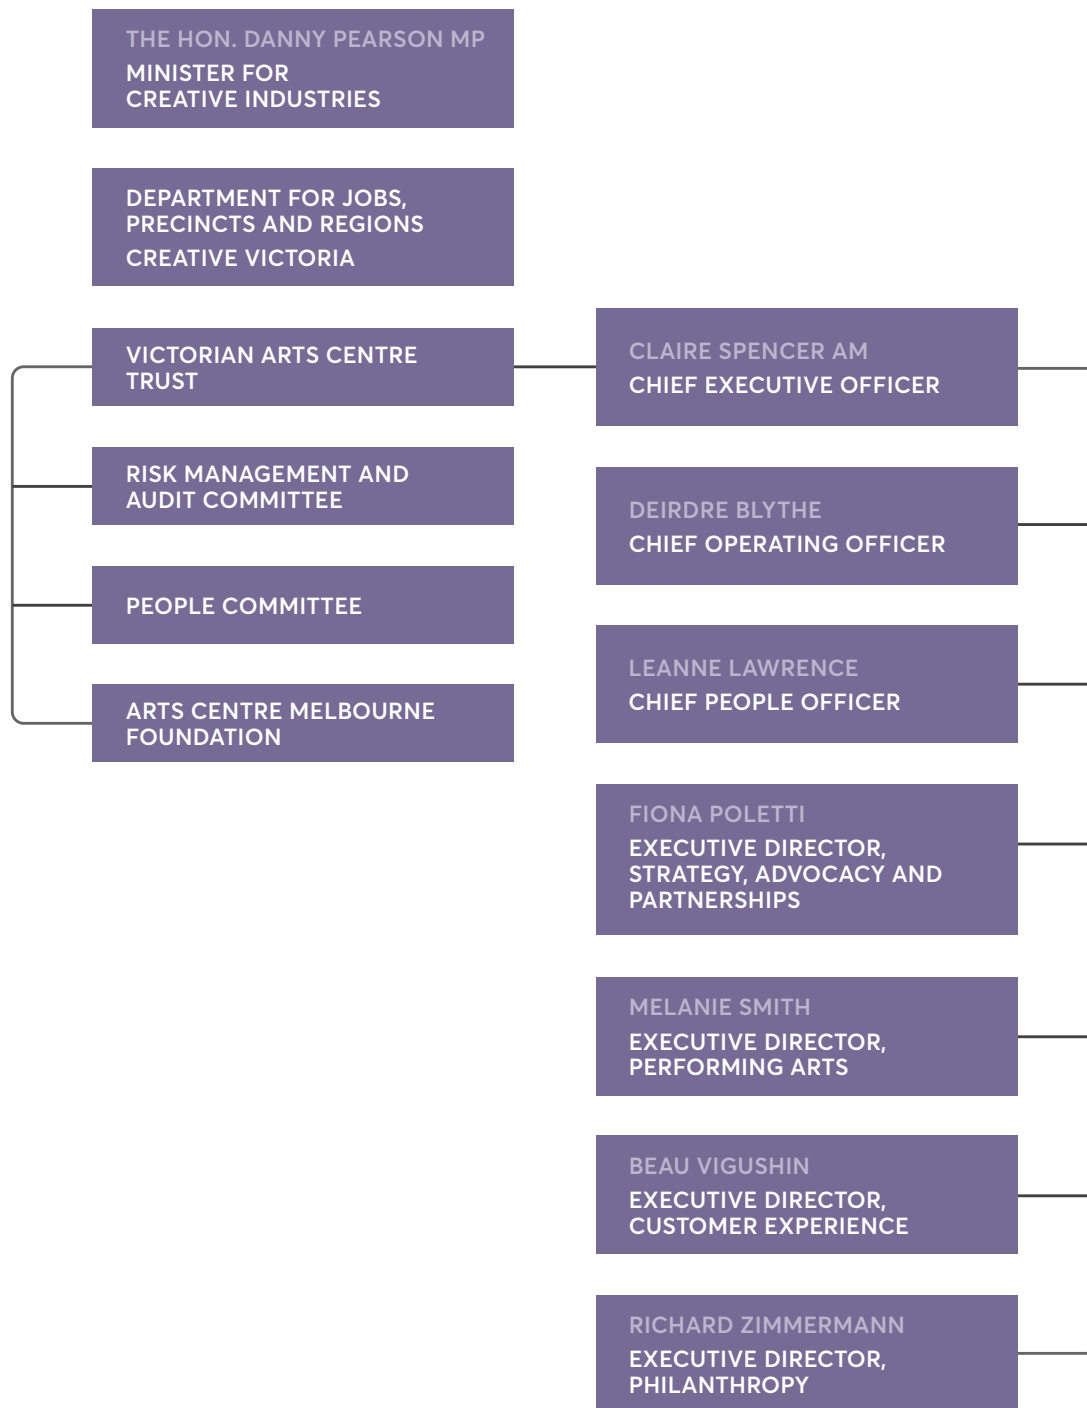 THE HON. DANNY PEARSON MP
MINISTER FOR
CREATIVE INDUSTRIES
DEPARTMENT FOR JOBS,
PRECINCTS AND REGIONS
CREATIVE VICTORIA
VICTORIAN ARTS CENTRE
TRUST
RISK MANAGEMENT AND
AUDIT COMMITTEE
PEOPLE COMMITTEE
ARTS CENTRE MELBOURNE
FOUNDATION
CLAIRE SPENCER AM
CHIEF EXECUTIVE OFFICER
DEIRDRE BLYTHE
CHIEF OPERATING OFFICER
LEANNE LAWRENCE
CHIEF PEOPLE OFFICER
FIONA POLETTI
EXECUTIVE DIRECTOR,
STRATEGY, ADVOCACY AND
PARTNERSHIPS
MELANIE SMITH
EXECUTIVE DIRECTOR,
PERFORMING ARTS
BEAU VIGUSHIN
EXECUTIVE DIRECTOR,
CUSTOMER EXPERIENCE
RICHARD ZIMMERMANN
EXECUTIVE DIRECTOR,
PHILANTHROPY